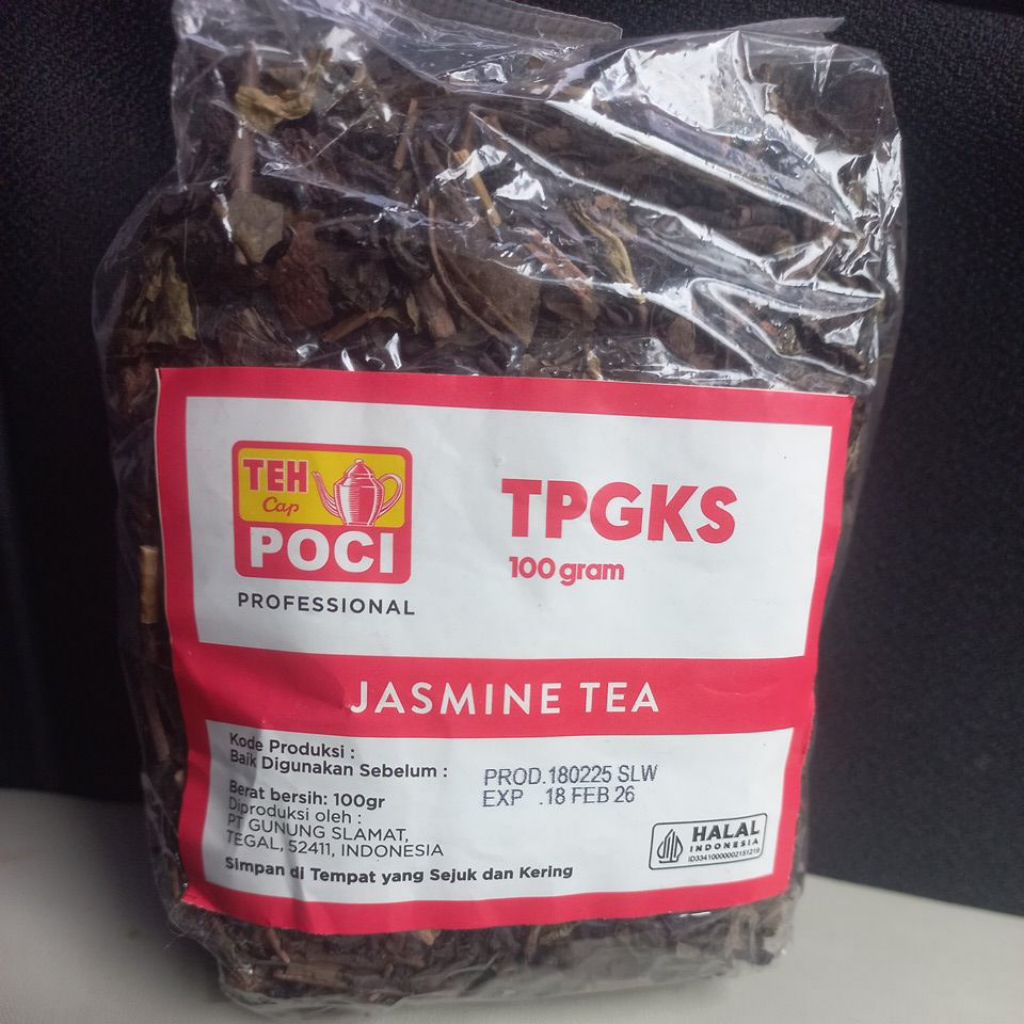 TEH
Cap
POCI
PROFESSIONAL
TPGKS
100 gram
JASMINE TEA
Kode Produksi :
Baik Digunakan Sebelum :
PROD.180225 SLW
EXP .18 FEB 26
Berat bersih: 100gr
Diproduksi oleh :
PT GUNUNG SLAMAT,
TEGAL, 52411, INDONESIA
Simpan di Tempat yang Sejuk dan Kering
HALAL
INDONESIA
ID33410000002151219